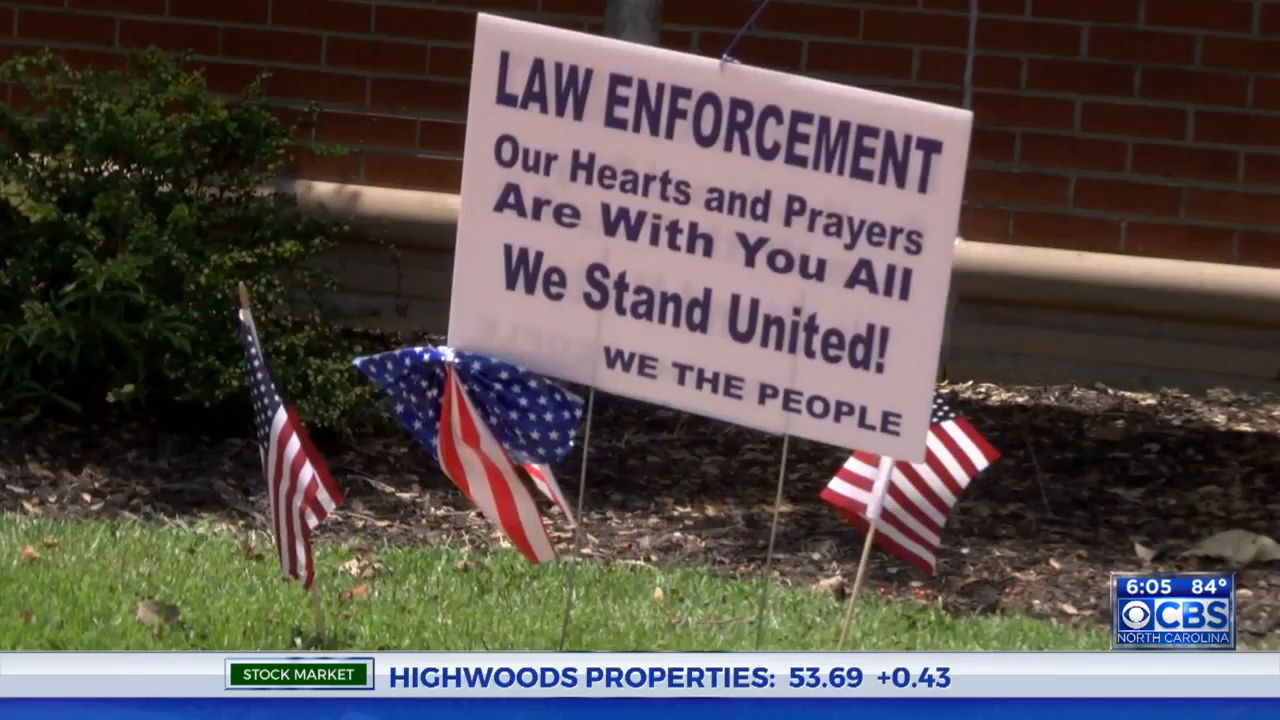 LAW ENFORCEMENT
Our Hearts and Prayers
Are With You All
We Stand United!
WE THE PEOPLE
6:05 84°
CBS
NORTH CAROLINA
STOCK MARKET HIGHWOODS PROPERTIES: 53.69 +0.43